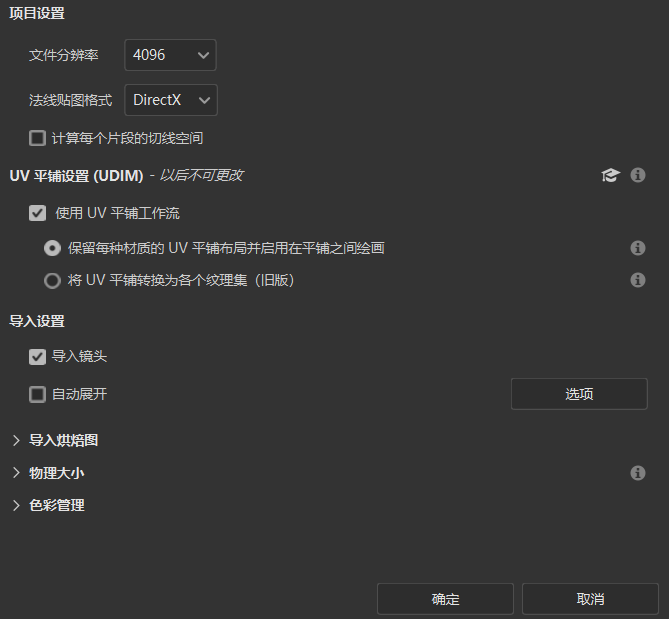 项目设置
文件分辨率 4096
法线贴图格式 DirectX
计算每个片段的切线空间
UV 平铺设置 (UDIM) - 以后不可更改
使用 UV 平铺工作流
保留每种材质的 UV 平铺布局并启用在平铺之间绘画
将 UV 平铺转换为各个纹理集（旧版）
导入设置
导入镜头
自动展开 选项
导入烘焙图
物理大小
色彩管理
确定 取消